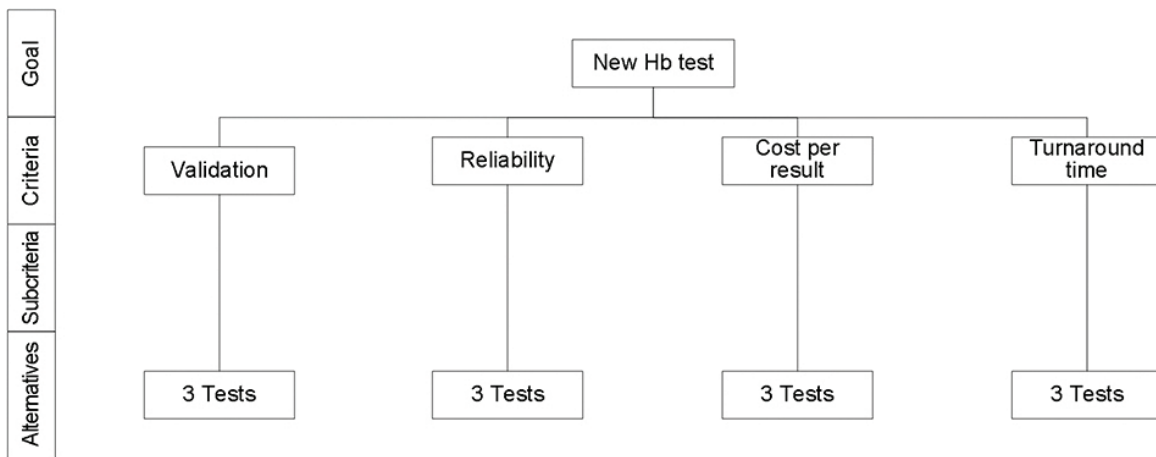 Goal
New Hb test
Criteria
Validation
Reliability
Cost per
result
Turnaround
time
Subcriteria
Alternatives
3 Tests
3 Tests
3 Tests
3 Tests